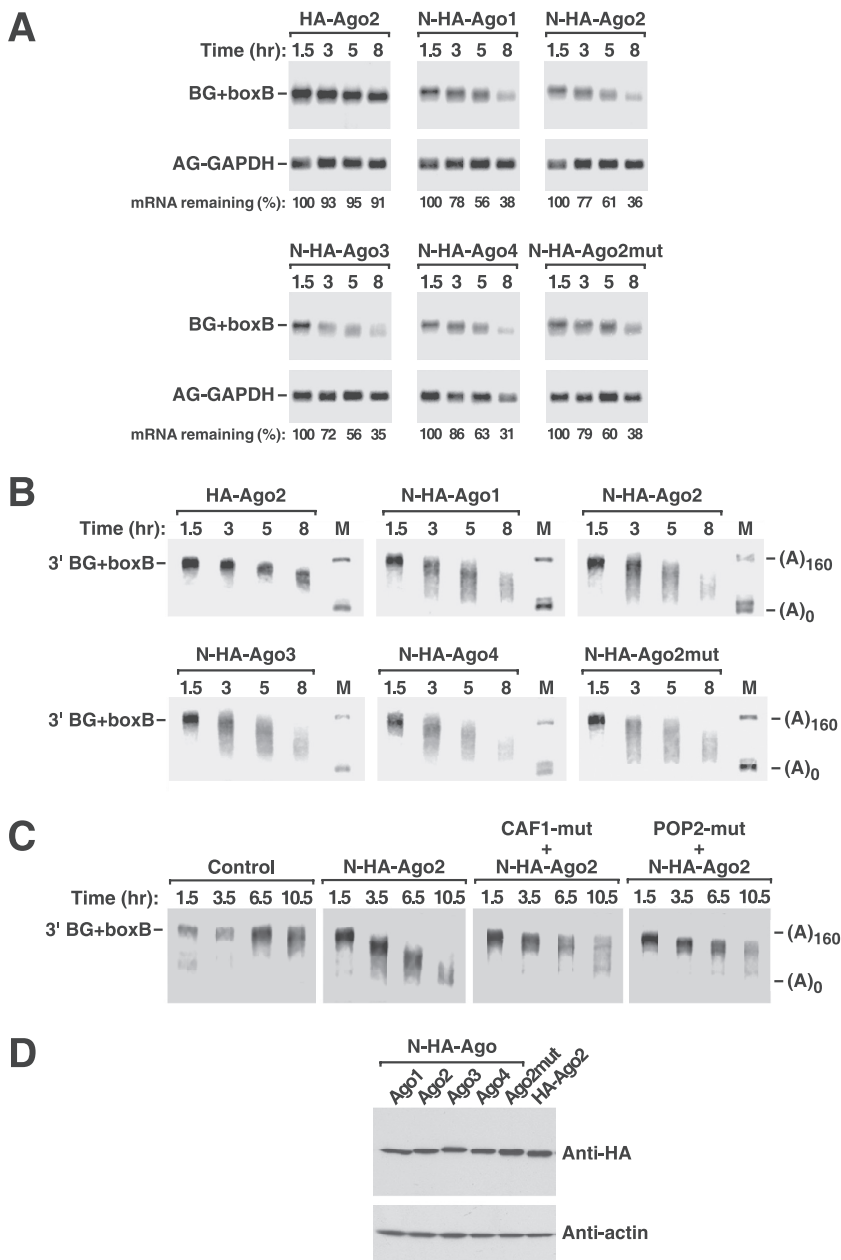 A
HA-Ago2 N-HA-Ago1 N-HA-Ago2
Time (hr): 1.5 3 5 8 1.5 3 5 8 1.5 3 5 8
BG+boxB –
AG-GAPDH –
mRNA remaining (%): 100 93 95 91 100 78 56 38 100 77 61 36
N-HA-Ago3 N-HA-Ago4 N-HA-Ago2mut
1.5 3 5 8 1.5 3 5 8 1.5 3 5 8
BG+boxB –
AG-GAPDH –
mRNA remaining (%): 100 72 56 35 100 86 63 31 100 79 60 38
B
HA-Ago2 N-HA-Ago1 N-HA-Ago2
Time (hr): 1.5 3 5 8 M 1.5 3 5 8 M 1.5 3 5 8 M
3' BG+boxB – – (A)160
– (A)0
N-HA-Ago3 N-HA-Ago4 N-HA-Ago2mut
1.5 3 5 8 M 1.5 3 5 8 M 1.5 3 5 8 M
3' BG+boxB – – (A)160
– (A)0
C
CAF1-mut POP2-mut
+ +
Control N-HA-Ago2 N-HA-Ago2 N-HA-Ago2
Time (hr): 1.5 3.5 6.5 10.5 1.5 3.5 6.5 10.5 1.5 3.5 6.5 10.5 1.5 3.5 6.5 10.5
3' BG+boxB – – (A)160
– (A)0
D
N-HA-Ago
Ago1 Ago2 Ago3 Ago4 Ago2mut HA-Ago2
Anti-HA
Anti-actin